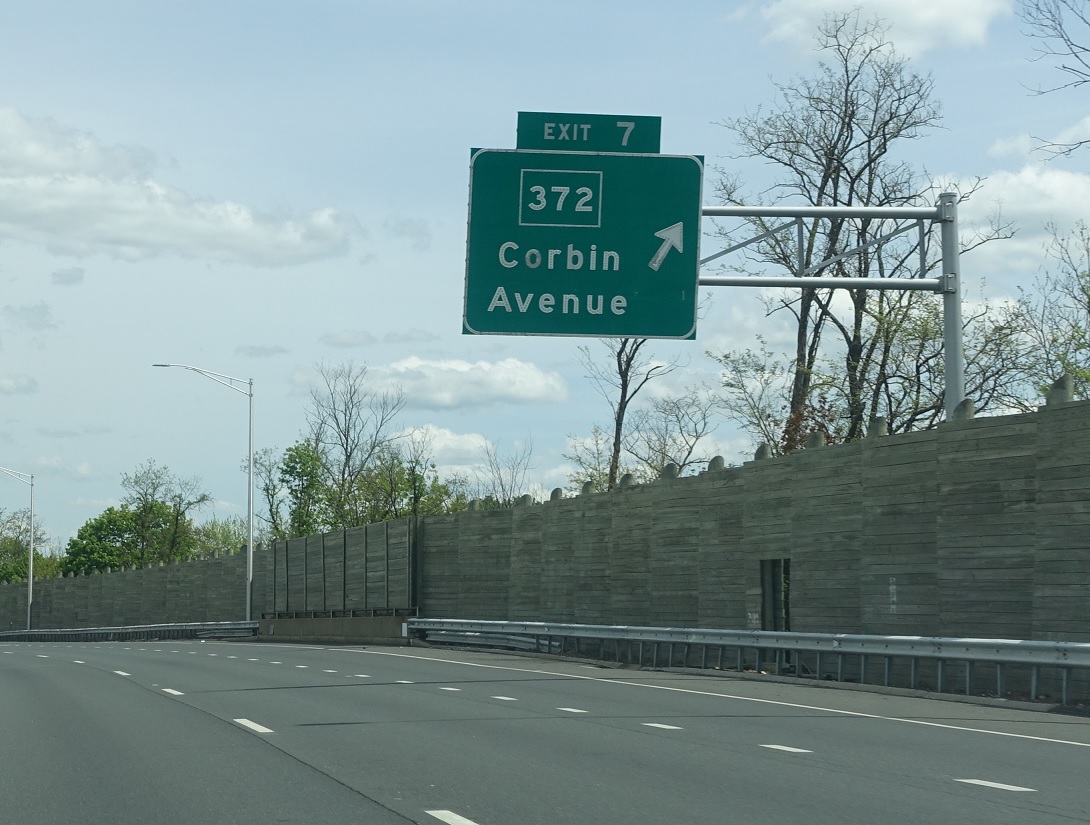 EXIT 7
372
Corbin
Avenue